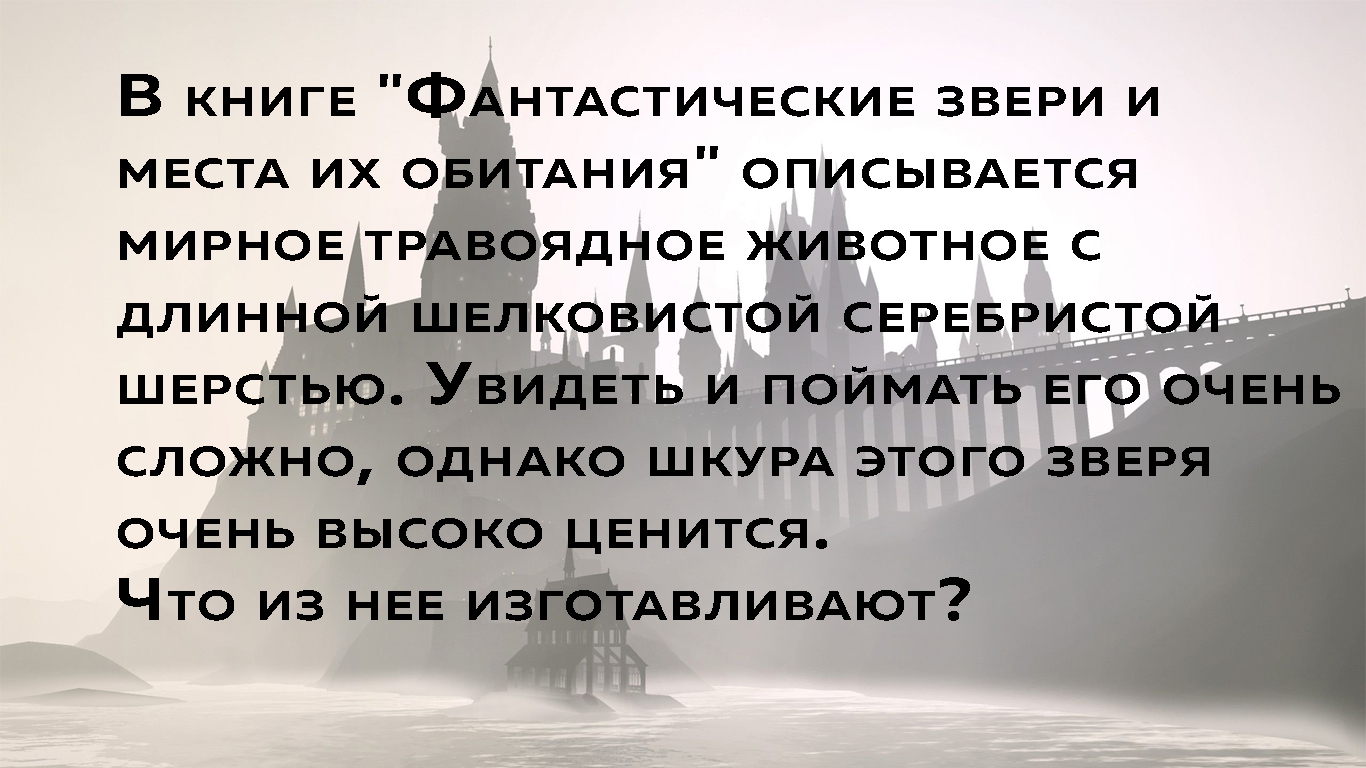 В книге "Фантастические звери и
места их обитания" описывается
мирное травоядное животное с
длинной шелковистой серебристой
шерстью. Увидеть и поймать его очень
сложно, однако шкура этого зверя
очень высоко ценится.
Что из нее изготавливают?